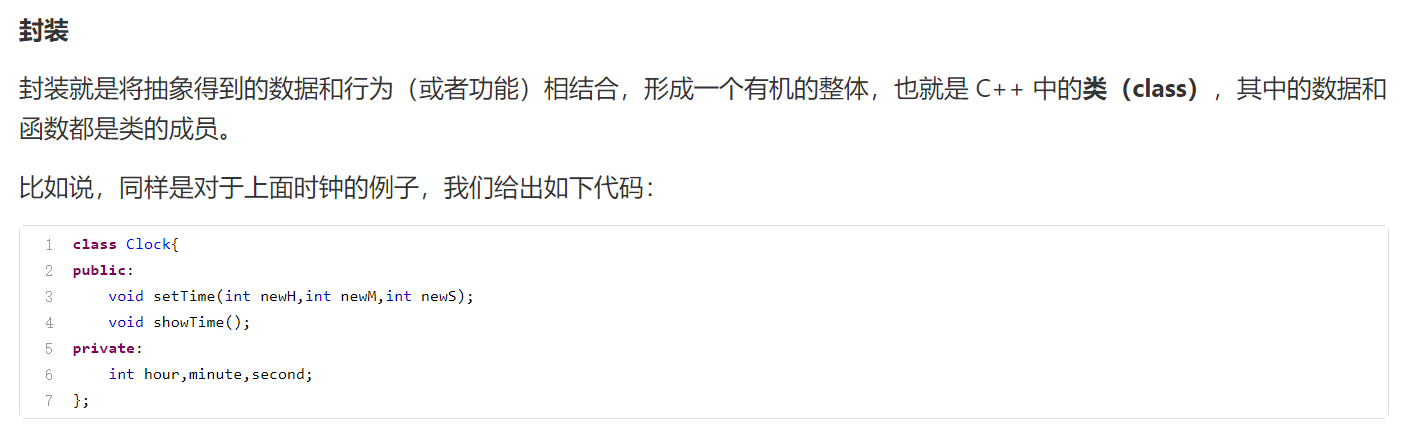 封装
封装就是将抽象得到的数据和行为（或者功能）相结合，形成一个有机的整体，也就是 C++ 中的类（class），其中的数据和
函数都是类的成员。
比如说，同样是对于上面时钟的例子，我们给出如下代码：
1 class Clock{
2 public:
3     void setTime(int newH,int newM,int newS);
4     void showTime();
5 private:
6     int hour,minute,second;
7 };